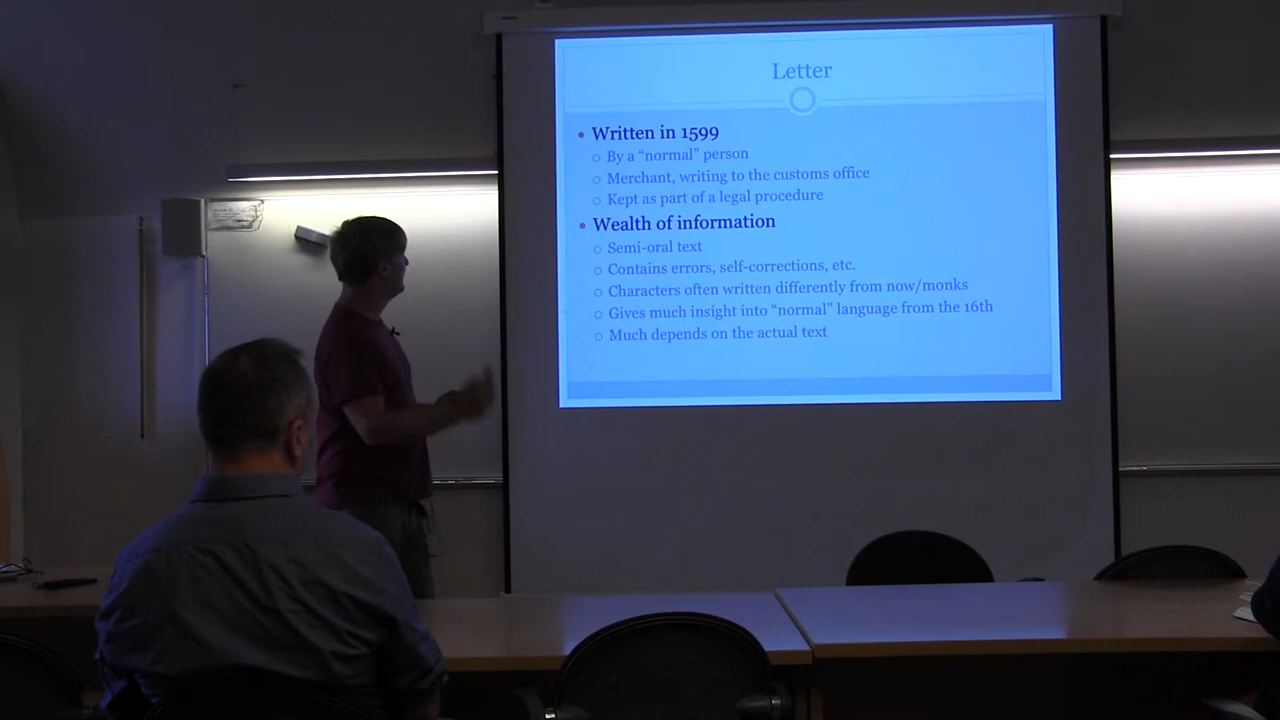 Letter
Written in 1599
By a “normal” person
Merchant, writing to the customs office
Kept as part of a legal procedure
Wealth of information
Semi-oral text
Contains errors, self-corrections, etc.
Characters often written differently from now/monks
Gives much insight into “normal” language from the 16th
Much depends on the actual text